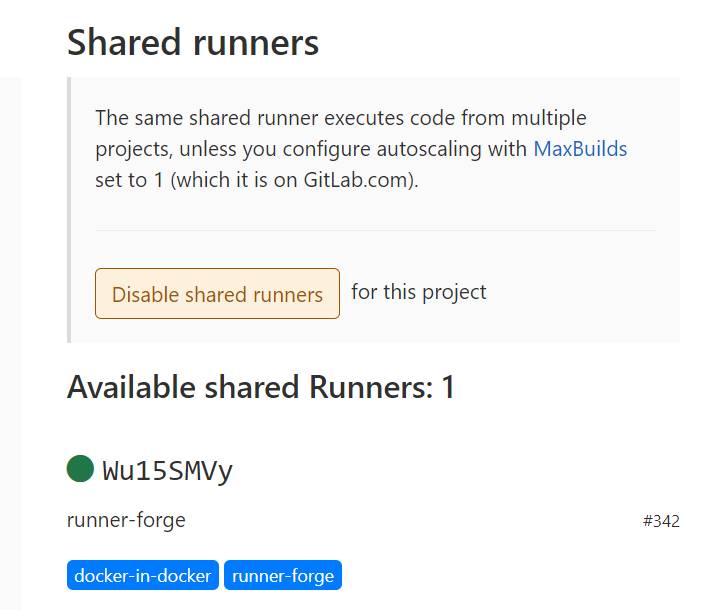 Shared runners
The same shared runner executes code from multiple
projects, unless you configure autoscaling with MaxBuilds
set to 1 (which it is on GitLab.com).
Disable shared runners for this project
Available shared Runners: 1
Wu15SMVy
runner-forge #342
docker-in-docker runner-forge